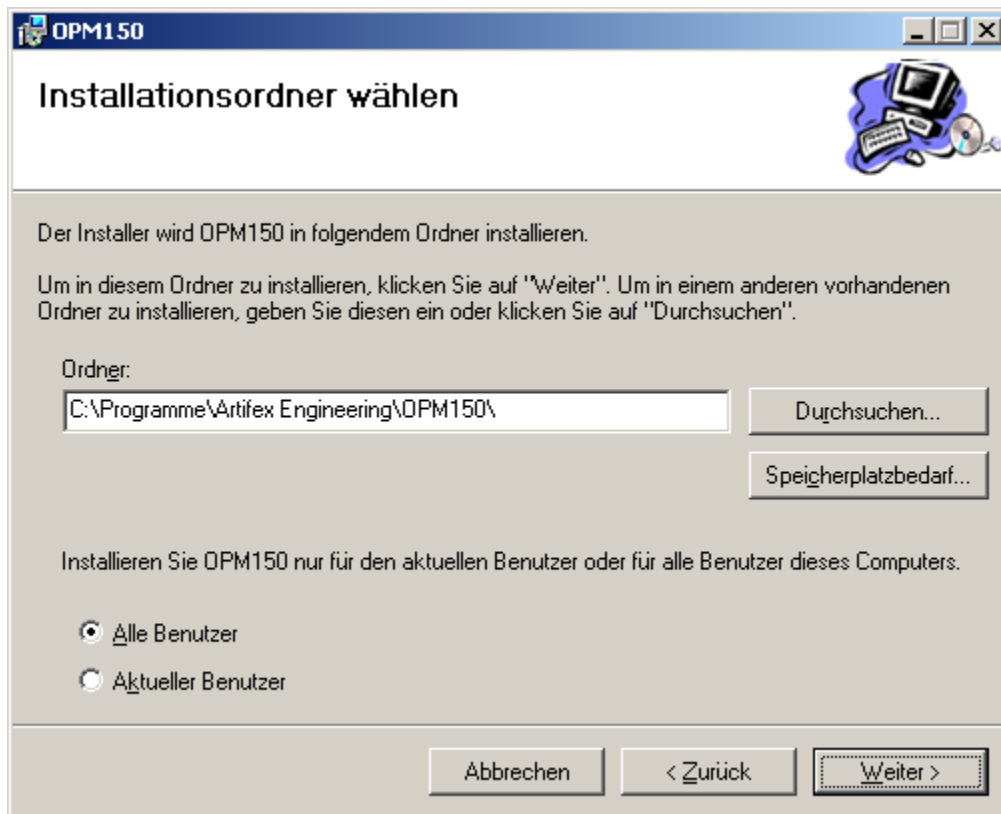 OPM150
Installationsordner wählen
Der Installer wird OPM150 in folgendem Ordner installieren.
Um in diesem Ordner zu installieren, klicken Sie auf "Weiter". Um in einem anderen vorhandenen
Ordner zu installieren, geben Sie diesen ein oder klicken Sie auf "Durchsuchen".
Ordner:
C:\Programme\Artifex Engineering\OPM150\
Durchsuchen...
Speicherplatzbedarf...
Installieren Sie OPM150 nur für den aktuellen Benutzer oder für alle Benutzer dieses Computers.
Alle Benutzer
Aktueller Benutzer
Abbrechen
< Zurück
Weiter >